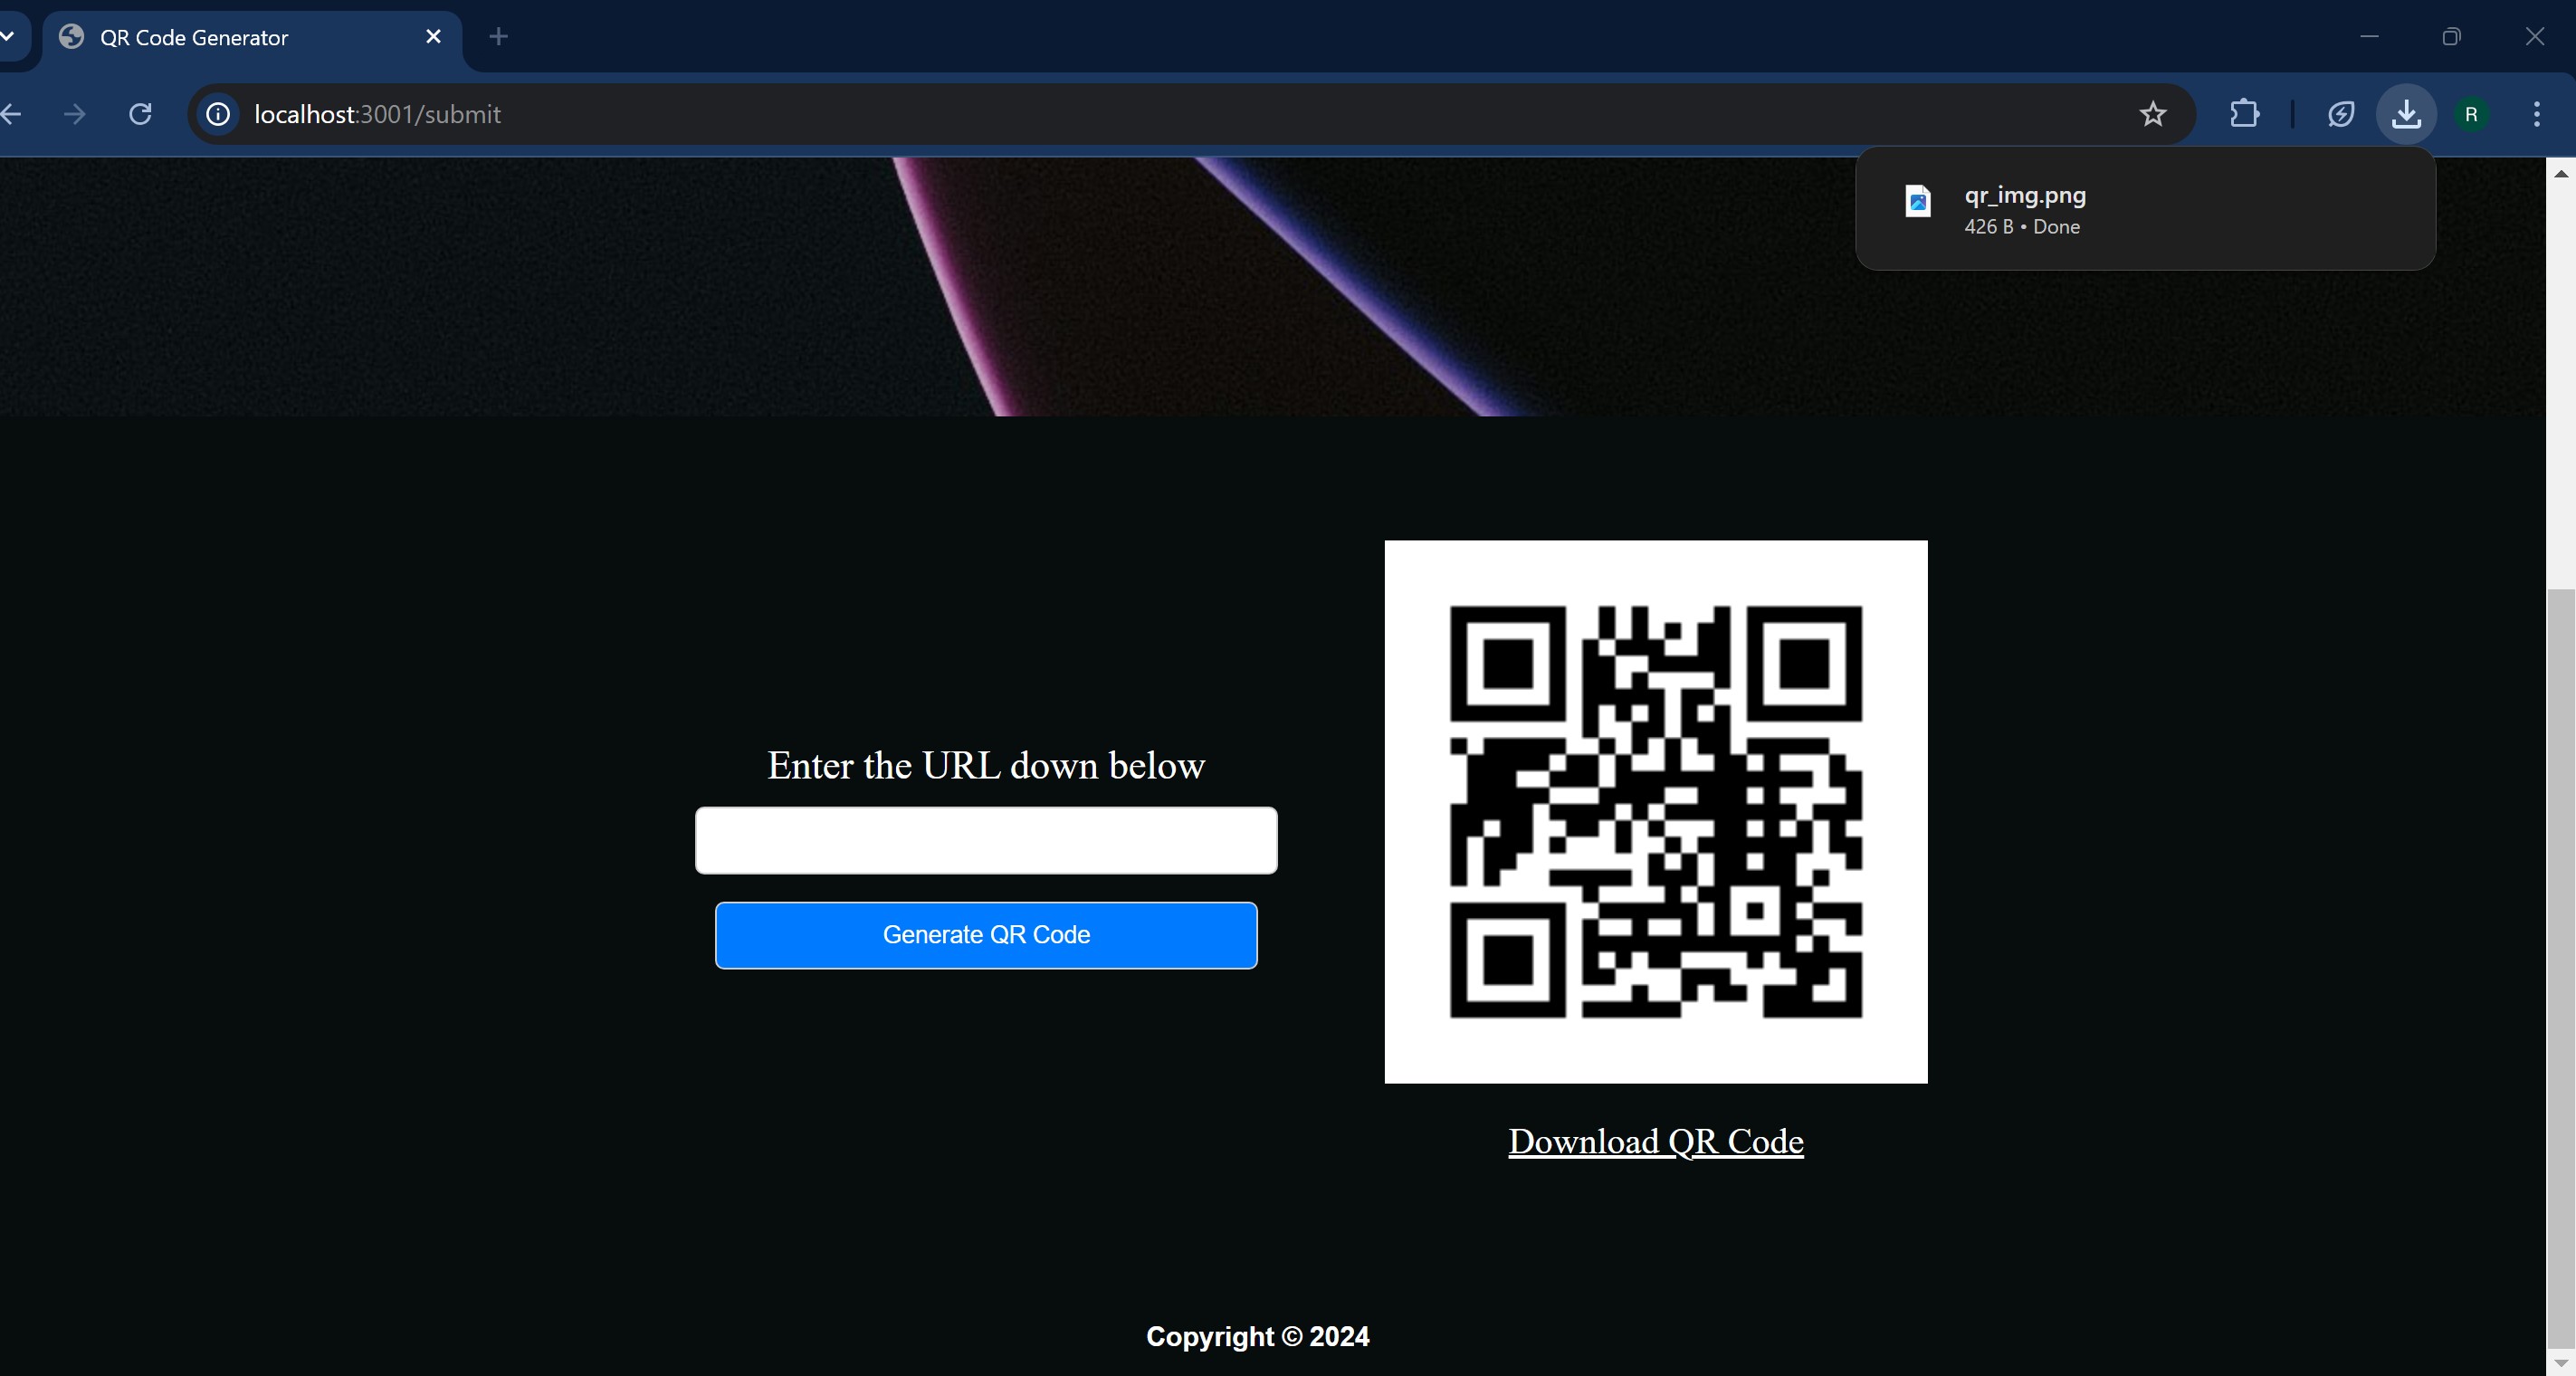 QR Code Generator
localhost:3001/submit
R
qr_img.png
426 B • Done
Enter the URL down below
Generate QR Code
Download QR Code
Copyright © 2024